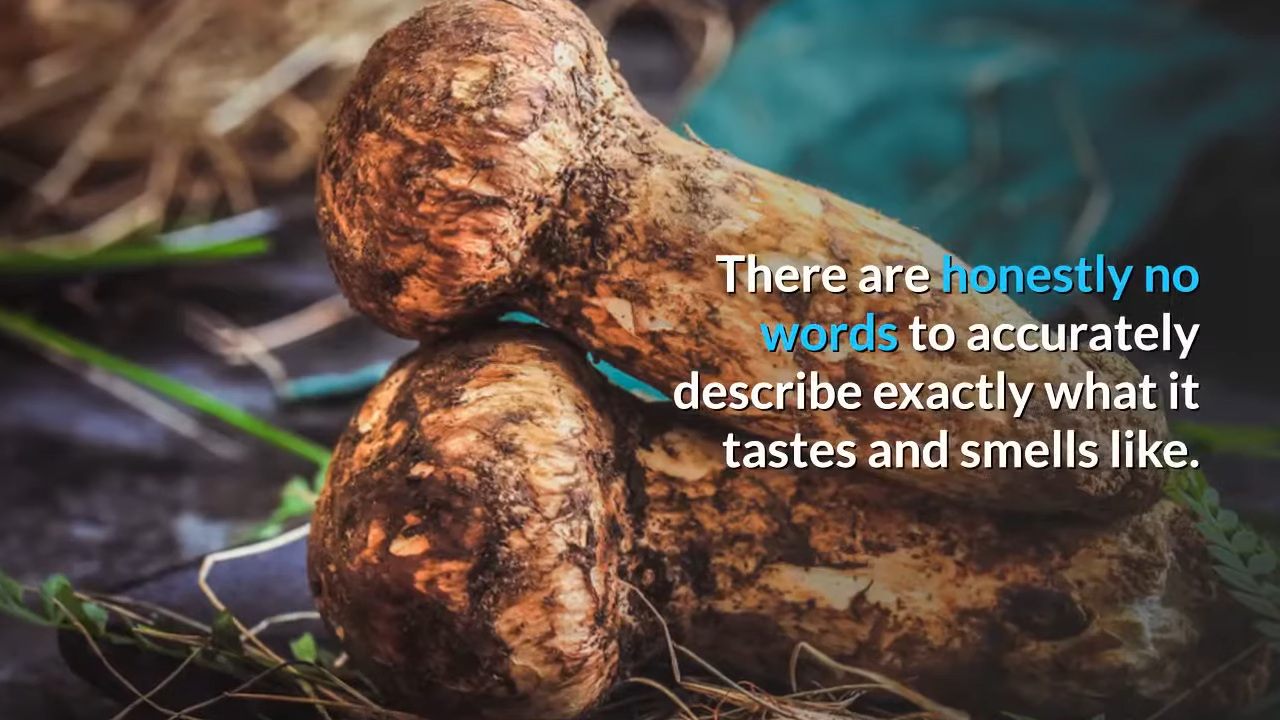 There are honestly no
words to accurately
describe exactly what it
tastes and smells like.